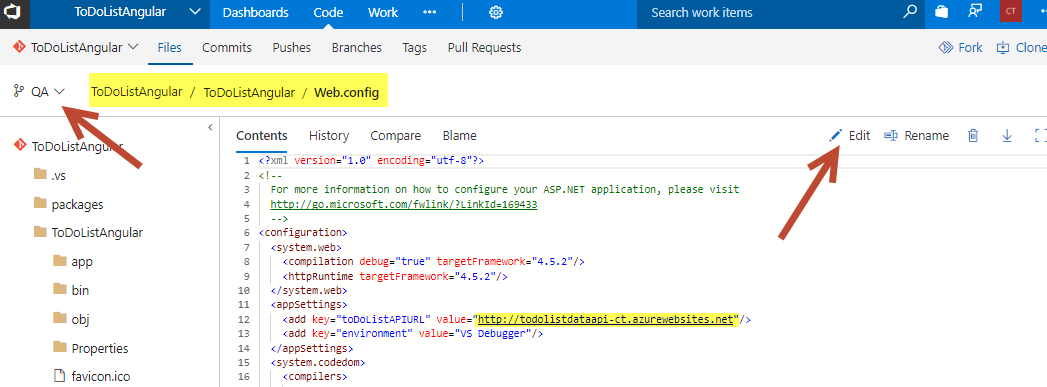 ToDoListAngular Dashboards Code Work ••• Search work items CT
ToDoListAngular Files Commits Pushes Branches Tags Pull Requests Fork Clone
QA ToDoListAngular / ToDoListAngular / Web.config
Contents History Compare Blame Edit Rename
ToDoListAngular
.vs
packages
ToDoListAngular
app
bin
obj
Properties
favicon.ico
1 <?xml version="1.0" encoding="utf-8"?>
2 <!--
3 For more information on how to configure your ASP.NET application, please visit
4 http://go.microsoft.com/fwlink/?LinkId=169433
5 -->
6 <configuration>
7 <system.web>
8 <compilation debug="true" targetFramework="4.5.2"/>
9 <httpRuntime targetFramework="4.5.2"/>
10 </system.web>
11 <appSettings>
12 <add key="toDoListAPIURL" value="http://todolistdataapi-ct.azurewebsites.net"/>
13 <add key="environment" value="VS Debugger"/>
14 </appSettings>
15 <system.codedom>
16 <compilers>